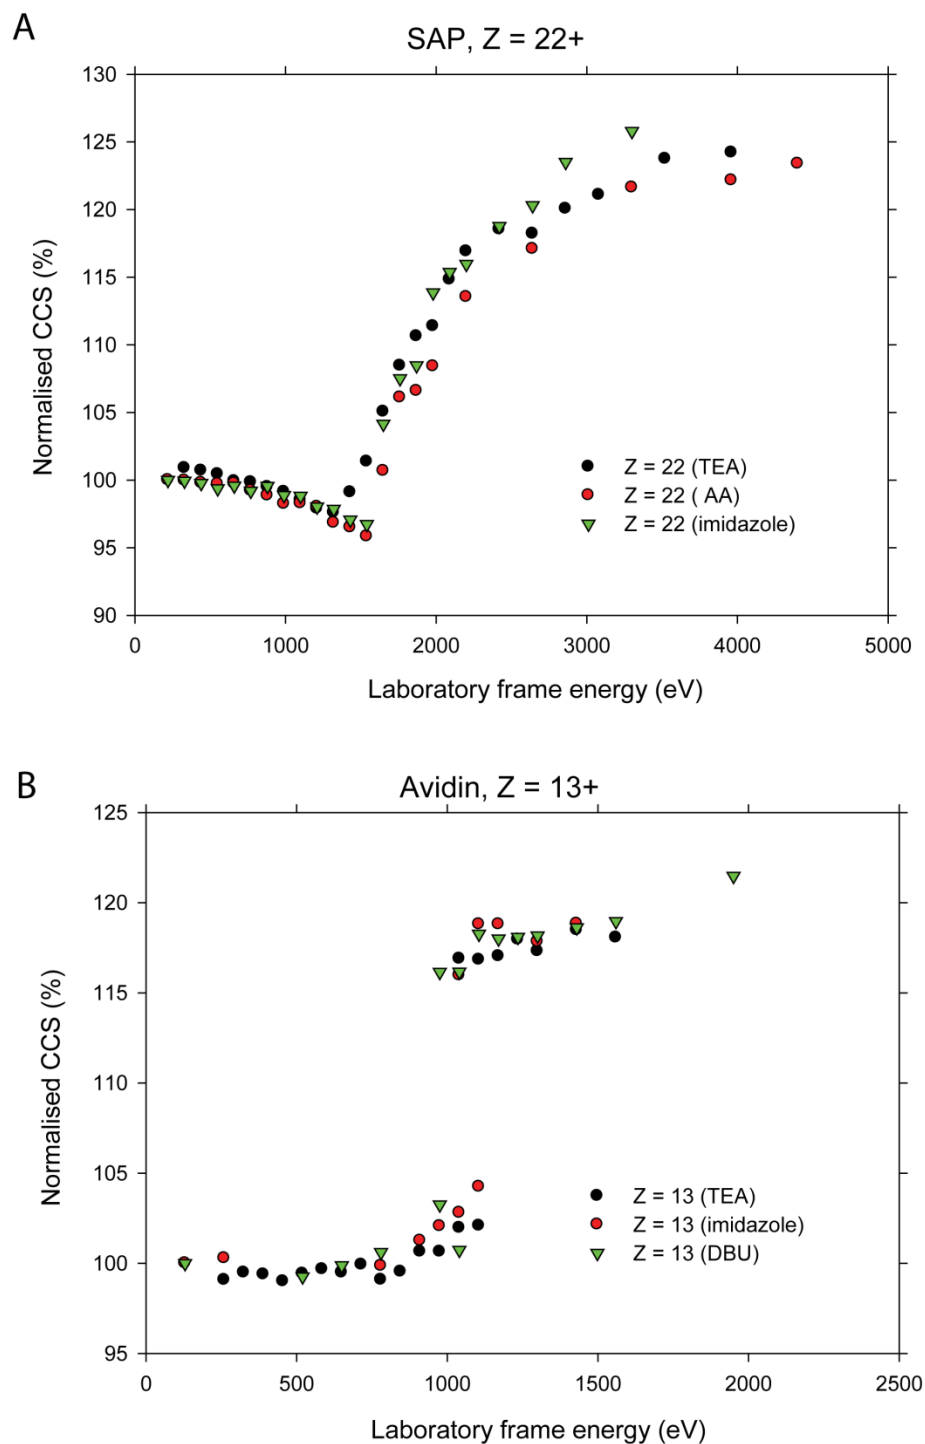 A
SAP, Z = 22+
130
125
120
115
110
105
100
95
90
Normalised CCS (%)
Z = 22 (TEA)
Z = 22 ( AA)
Z = 22 (imidazole)
0 1000 2000 3000 4000 5000
Laboratory frame energy (eV)
B
Avidin, Z = 13+
125
120
115
110
105
100
95
Normalised CCS (%)
Z = 13 (TEA)
Z = 13 (imidazole)
Z = 13 (DBU)
0 500 1000 1500 2000 2500
Laboratory frame energy (eV)